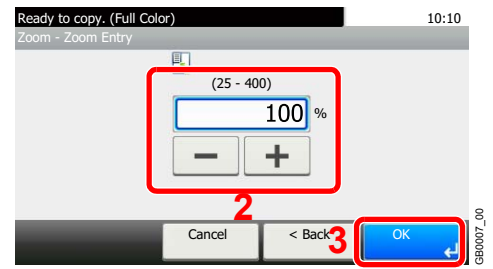 Ready to copy. (Full Color) 10:10
Zoom - Zoom Entry
(25 - 400)
100 %
2
Cancel < Back 3 OK
GB0007_00